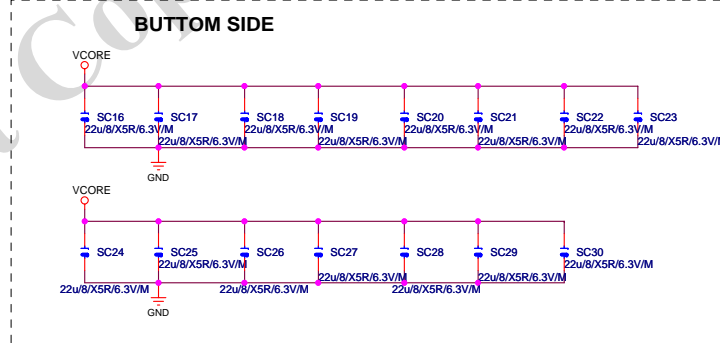 BUTTOM SIDE
VCORE
SC16 SC17 SC18 SC19 SC20 SC21 SC22 SC23
22u/8/X5R/6.3V/M 22u/8/X5R/6.3V/M 22u/8/X5R/6.3V/M 22u/8/X5R/6.3V/M
22u/8/X5R/6.3V/M 22u/8/X5R/6.3V/M 22u/8/X5R/6.3V/M 22u/8/X5R/6.3V/M
GND
VCORE
SC24 SC25 SC26 SC27 SC28 SC29 SC30
22u/8/X5R/6.3V/M 22u/8/X5R/6.3V/M
22u/8/X5R/6.3V/M 22u/8/X5R/6.3V/M
22u/8/X5R/6.3V/M 22u/8/X5R/6.3V/M 22u/8/X5R/6.3V/M
GND